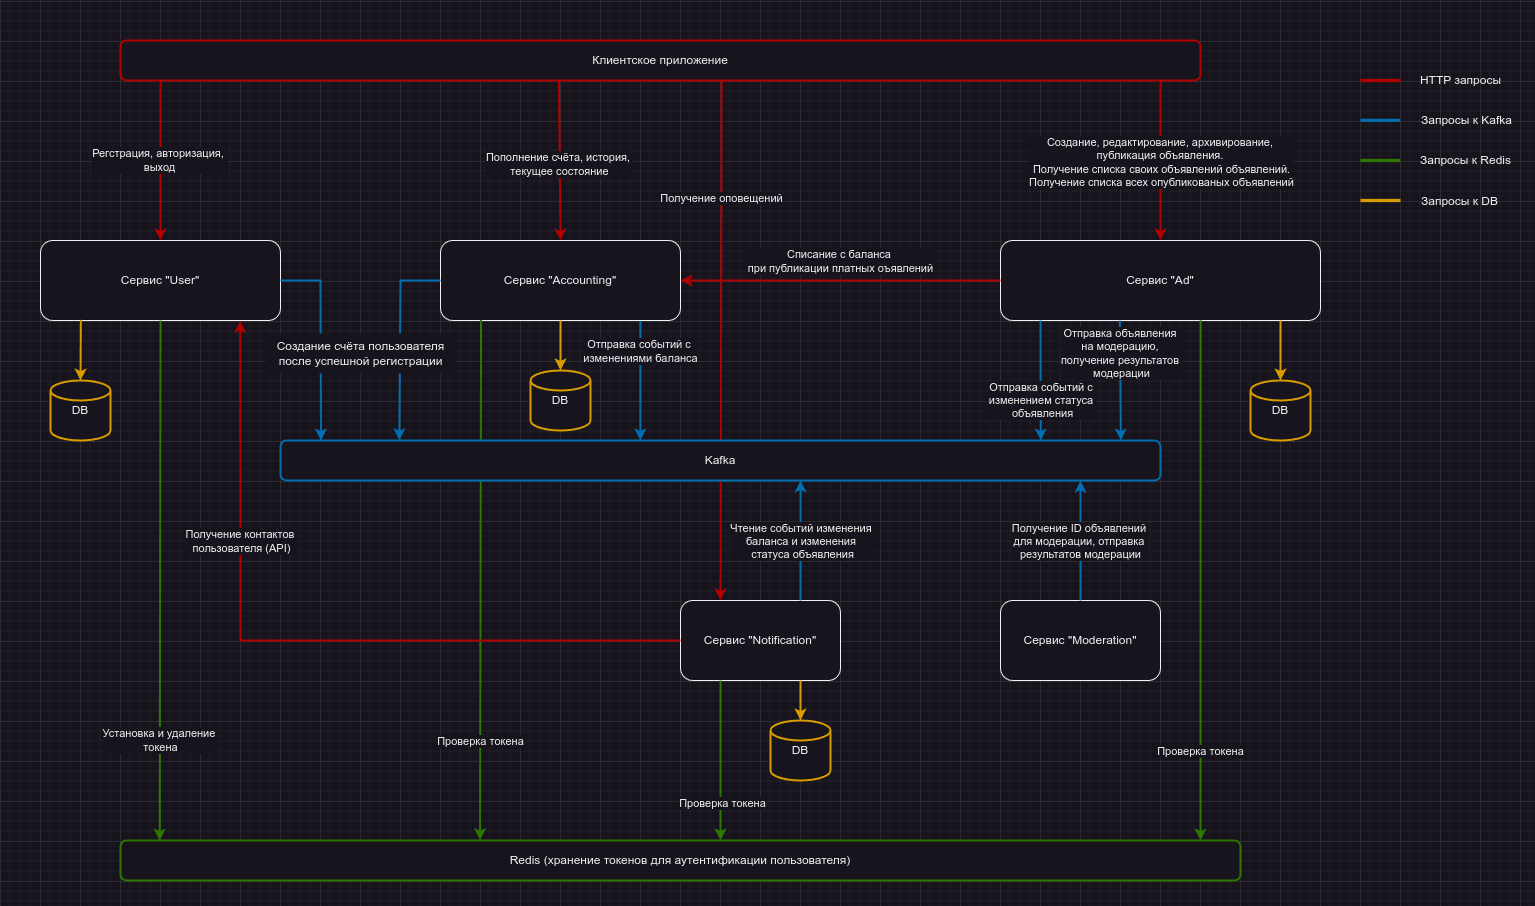 Клиентское приложение
HTTP запросы
Запросы к Kafka
Запросы к Redis
Запросы к DB
Регстрация, авторизация,
выход
Пополнение счёта, история,
текущее состояние
Получение оповещений
Создание, редактирование, архивирование,
публикация объявления.
Получение списка своих объявлений объявлений.
Получение списка всех опубликованых объявлений
Сервис "User"
Сервис "Accounting"
Списание с баланса
при публикации платных оъявлений
Сервис "Ad"
Создание счёта пользователя
после успешной регистрации
Отправка событий с
изменениями баланса
Отправка объявления
на модерацию,
получение результатов
модерации
Отправка событий с
изменением статуса
объявления
DB
DB
DB
Kafka
Получение контактов
пользователя (API)
Чтение событий изменения
баланса и изменения
статуса объявления
Получение ID объявлений
для модерации, отправка
результатов модерации
Сервис "Notification"
Сервис "Moderation"
Установка и удаление
токена
Проверка токена
DB
Проверка токена
Проверка токена
Redis (хранение токенов для аутентификации пользователя)